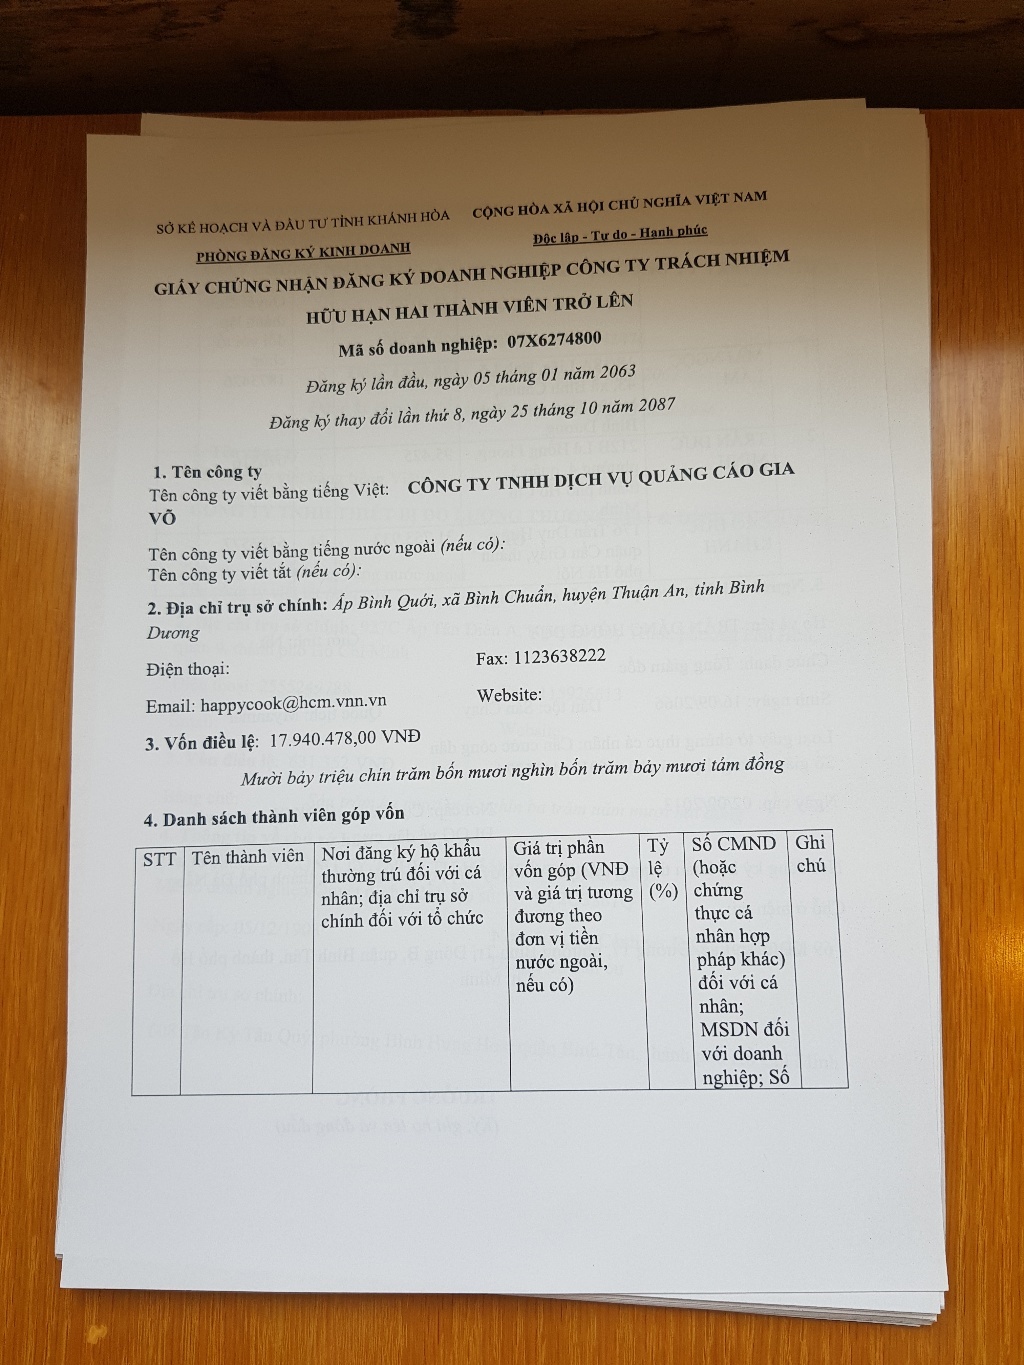 SỞ KẾ HOẠCH VÀ ĐẦU TƯ TỈNH KHÁNH HÒA
CỘNG HÒA XÃ HỘI CHỦ NGHĨA VIỆT NAM
PHÒNG ĐĂNG KÝ KINH DOANH
Độc lập - Tự do - Hạnh phúc
GIẤY CHỨNG NHẬN ĐĂNG KÝ DOANH NGHIỆP CÔNG TY TRÁCH NHIỆM
HỮU HẠN HAI THÀNH VIÊN TRỞ LÊN
Mã số doanh nghiệp: 07X6274800
Đăng ký lần đầu, ngày 05 tháng 01 năm 2063
Đăng ký thay đổi lần thứ 8, ngày 25 tháng 10 năm 2087
1. Tên công ty
Tên công ty viết bằng tiếng Việt: CÔNG TY TNHH DỊCH VỤ QUẢNG CÁO GIA
VÕ
Tên công ty viết bằng tiếng nước ngoài (nếu có):
Tên công ty viết tắt (nếu có):
2. Địa chỉ trụ sở chính: Ấp Bình Quới, xã Bình Chuẩn, huyện Thuận An, tỉnh Bình
Dương
Điện thoại:
Fax: 1123638222
Email: happycook@hcm.vnn.vn
Website:
3. Vốn điều lệ: 17.940.478,00 VNĐ
Mười bảy triệu chín trăm bốn mươi nghìn bốn trăm bảy mươi tám đồng
4. Danh sách thành viên góp vốn
STT
Tên thành viên
Nơi đăng ký hộ khẩu
thường trú đối với cá
nhân; địa chỉ trụ sở
chính đối với tổ chức
Giá trị phần
vốn góp (VNĐ
và giá trị tương
đương theo
đơn vị tiền
nước ngoài,
nếu có)
Tỷ
lệ
(%)
Số CMND
(hoặc
chứng
thực cá
nhân hợp
pháp khác)
đối với cá
nhân;
MSDN đối
với doanh
nghiệp; Số
Ghi
chú